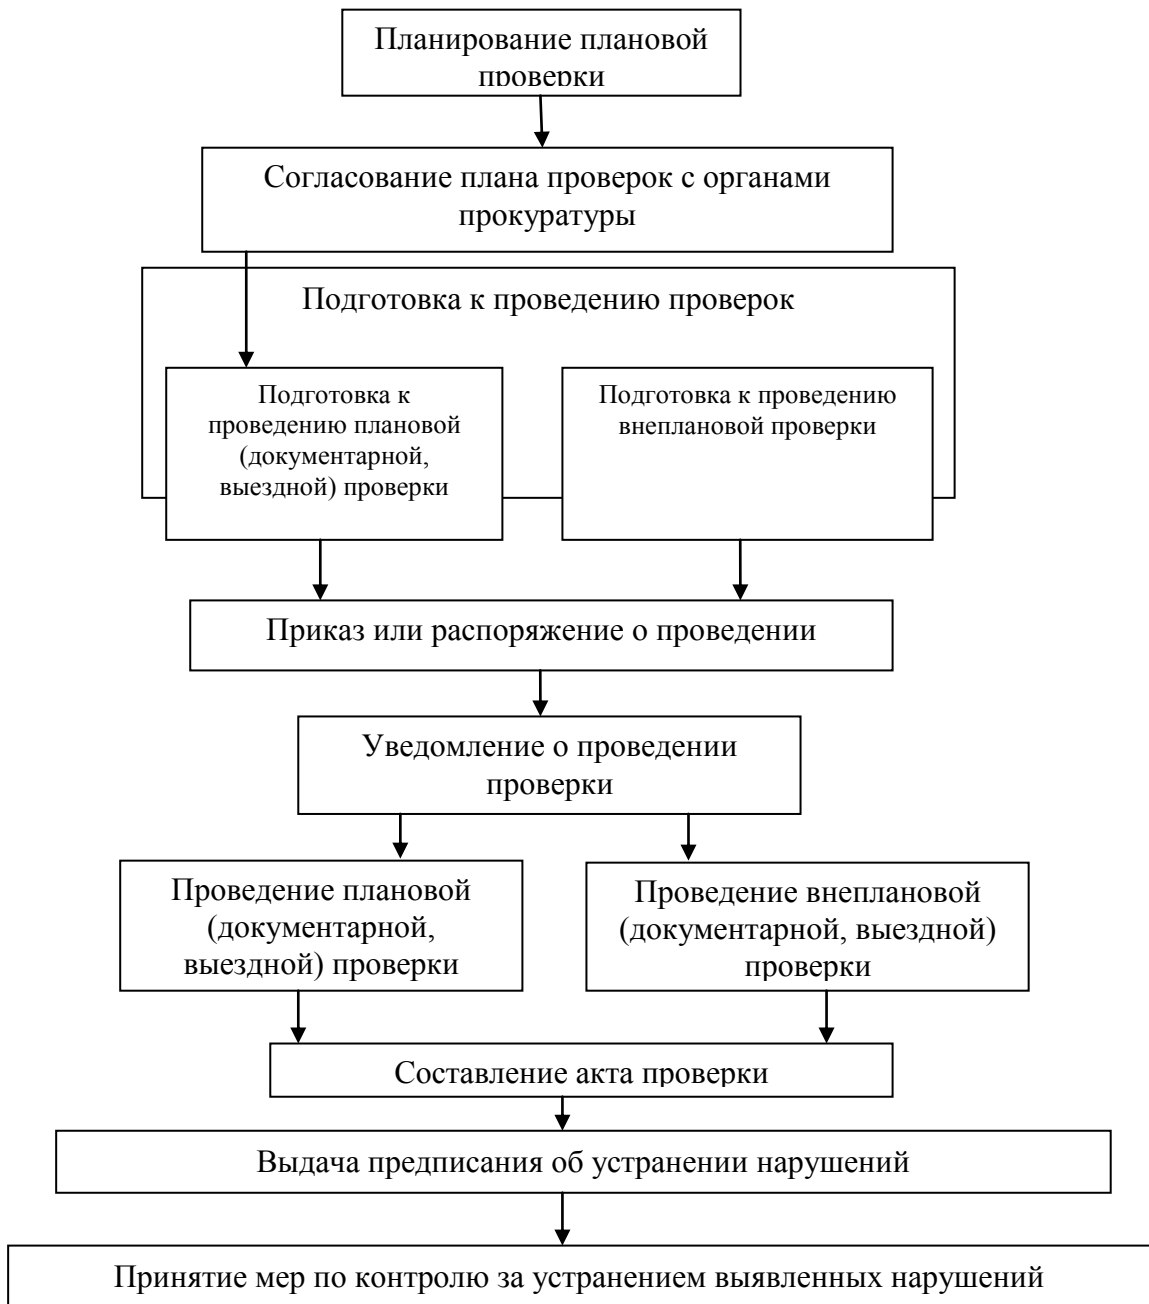 Планирование плановой
проверки
Согласование плана проверок с органами
прокуратуры
Подготовка к проведению проверок
Подготовка к
проведению плановой
(документарной,
выездной) проверки
Подготовка к проведению
внеплановой проверки
Приказ или распоряжение о проведении
Уведомление о проведении
проверки
Проведение плановой
(документарной,
выездной) проверки
Проведение внеплановой
(документарной, выездной)
проверки
Составление акта проверки
Выдача предписания об устранении нарушений
Принятие мер по контролю за устранением выявленных нарушений